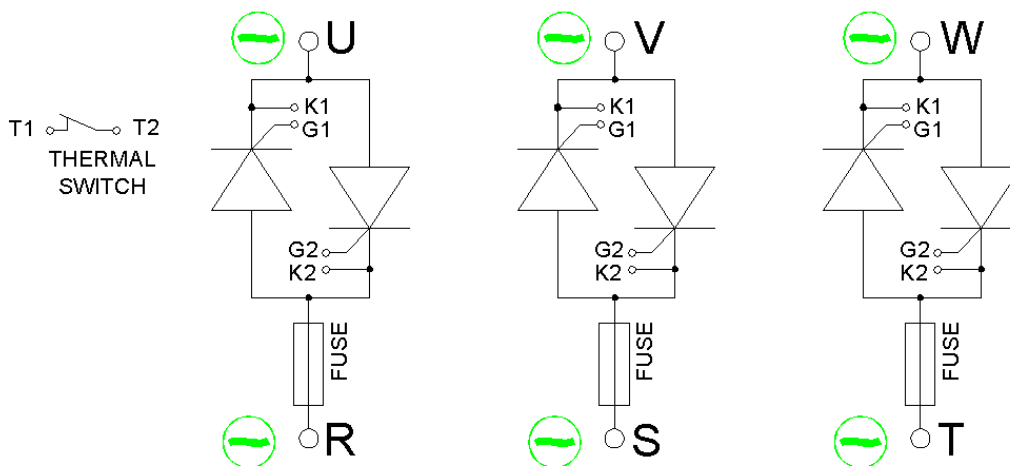 U
V
W
K1
G1
K1
G1
K1
G1
T1
T2
THERMAL
SWITCH
G2
K2
G2
K2
G2
K2
FUSE
FUSE
FUSE
R
S
T